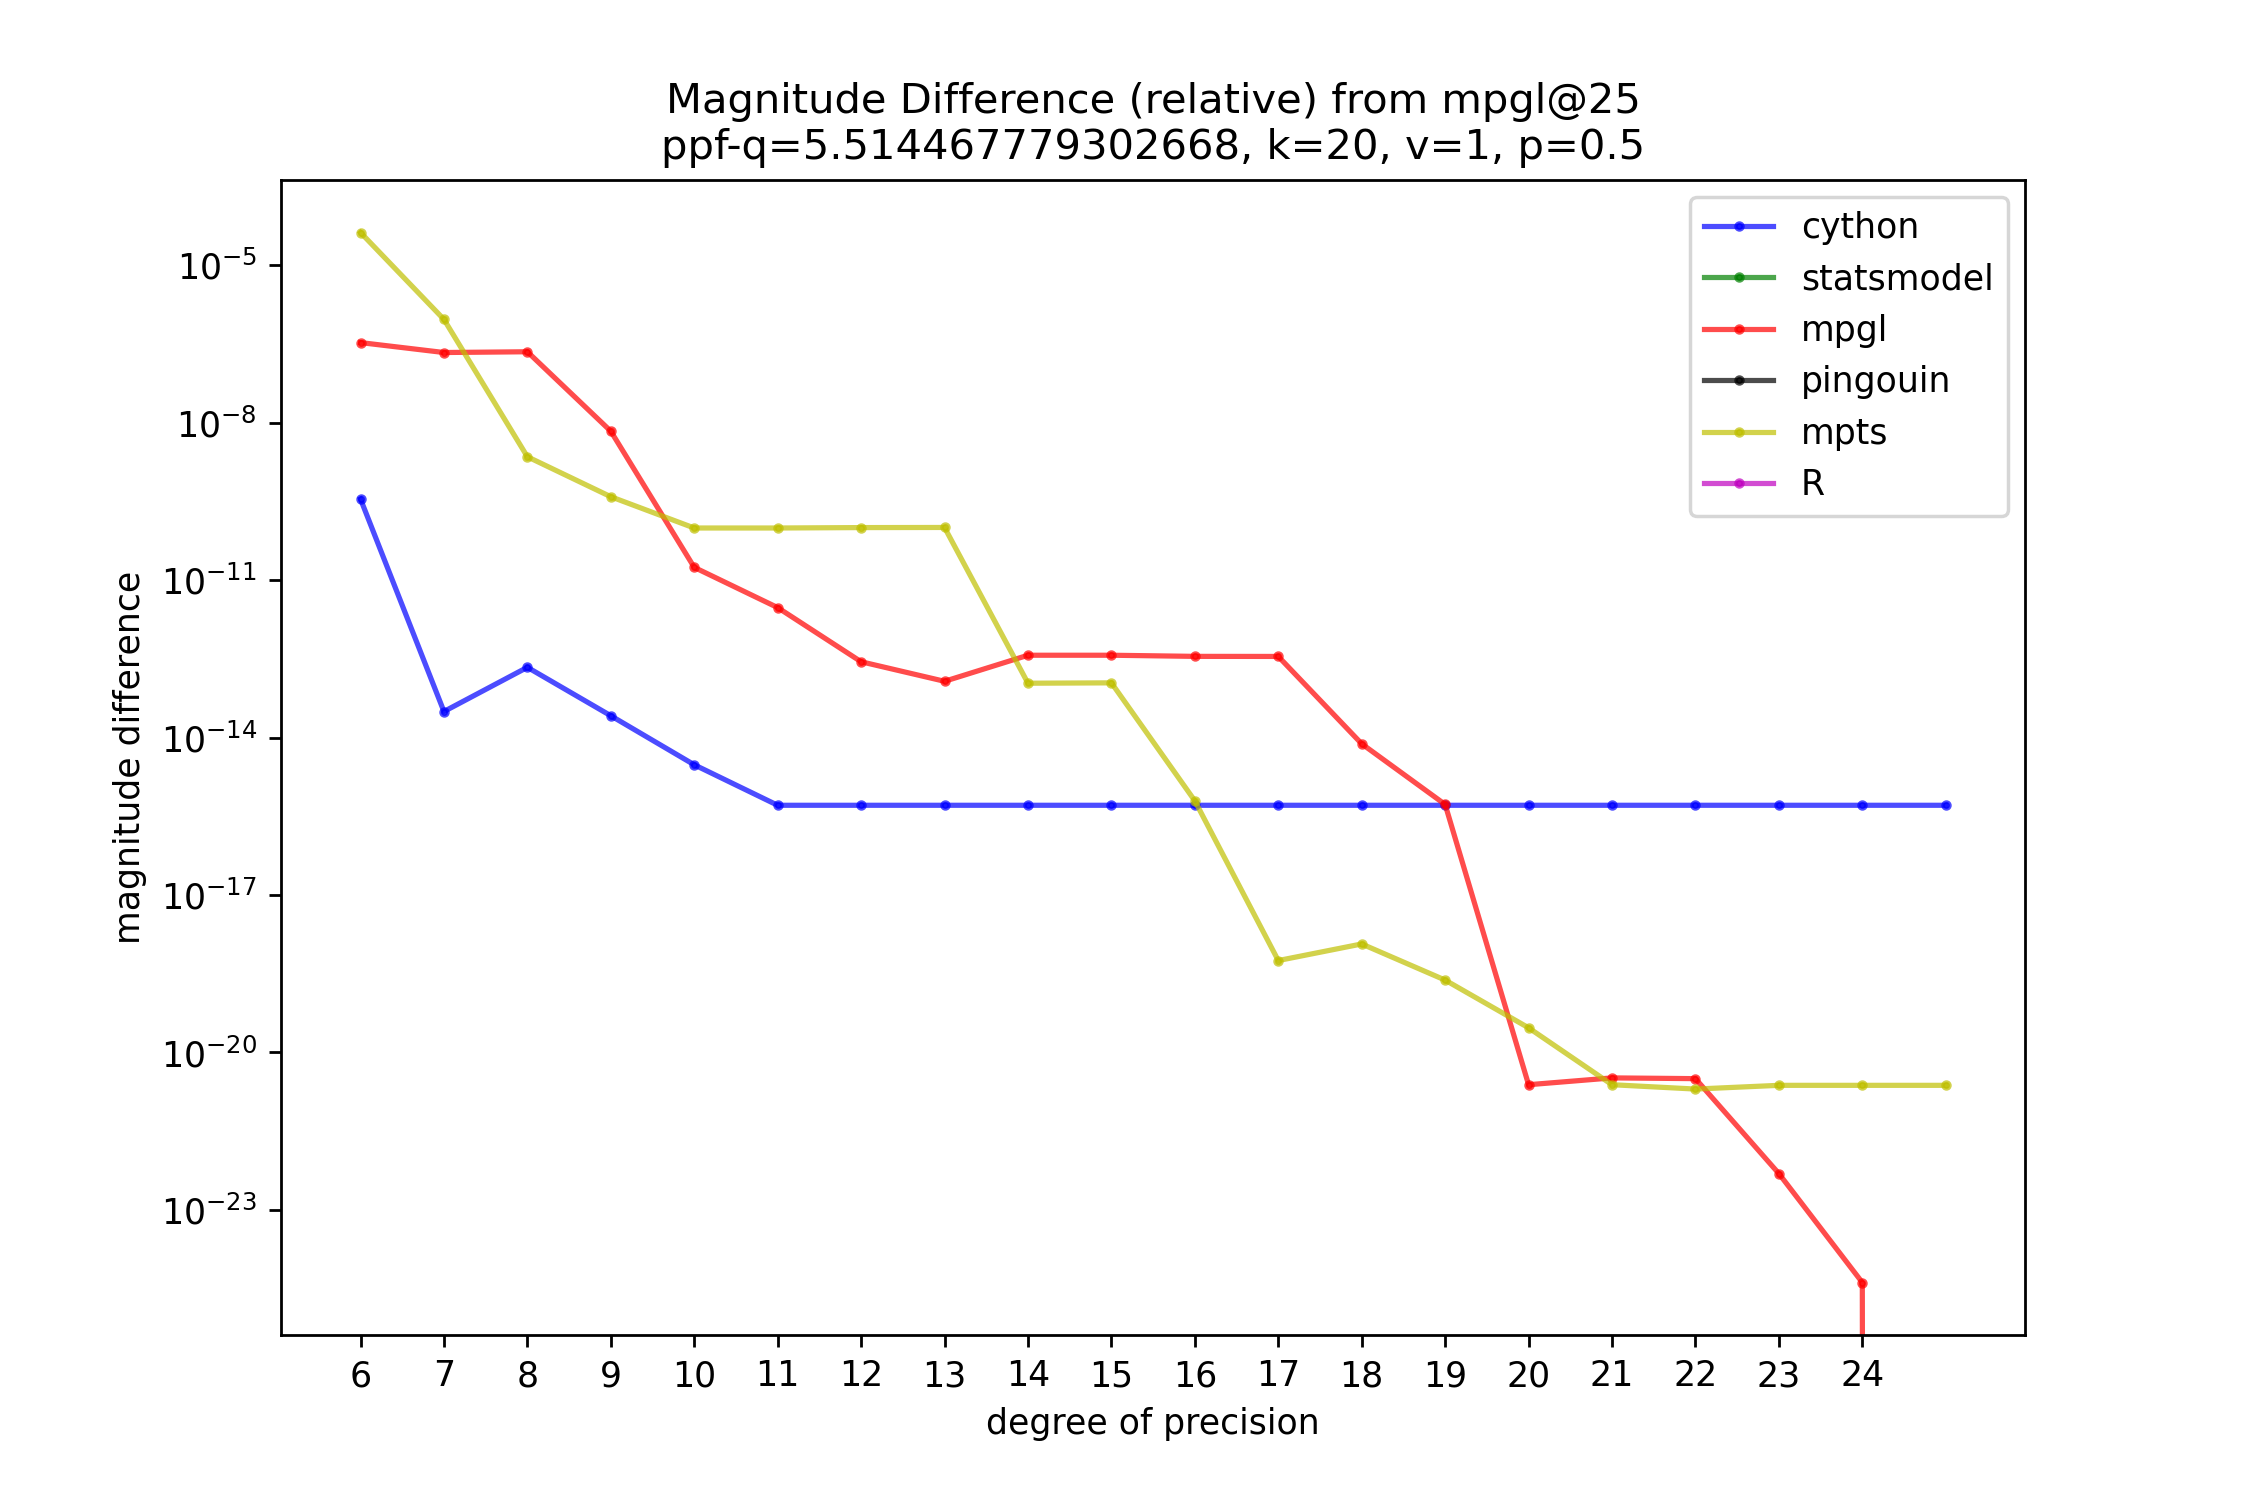 Magnitude Difference (relative) from mpgl@25
ppf-q=5.514467779302668, k=20, v=1, p=0.5
cython
statsmodel
mpgl
pingouin
mpts
R
magnitude difference
10⁻⁵
10⁻⁸
10⁻¹¹
10⁻¹⁴
10⁻¹⁷
10⁻²⁰
10⁻²³
6 7 8 9 10 11 12 13 14 15 16 17 18 19 20 21 22 23 24
degree of precision